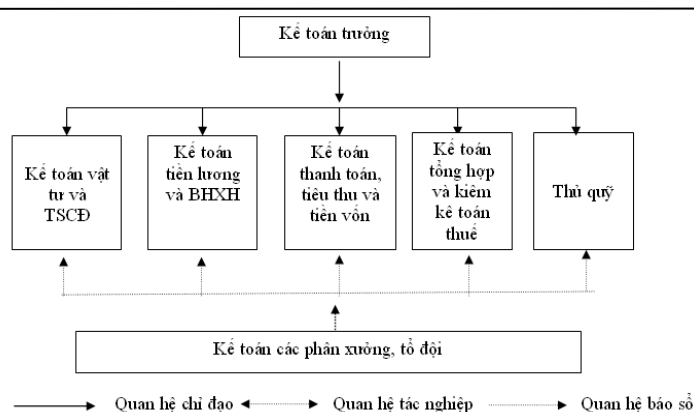 Kế toán trưởng
Kế toán vật
tư và
TSCĐ
Kế toán
tiền lương
và BHXH
Kế toán
thanh toán,
tiêu thu và
tiền vốn
Kế toán
tổng hợp
và kiêm
kê toán
thuế
Thủ quỹ
Kế toán các phân xưởng, tổ đội
Quan hệ chỉ đạo
Quan hệ tác nghiệp
Quan hệ báo sổ